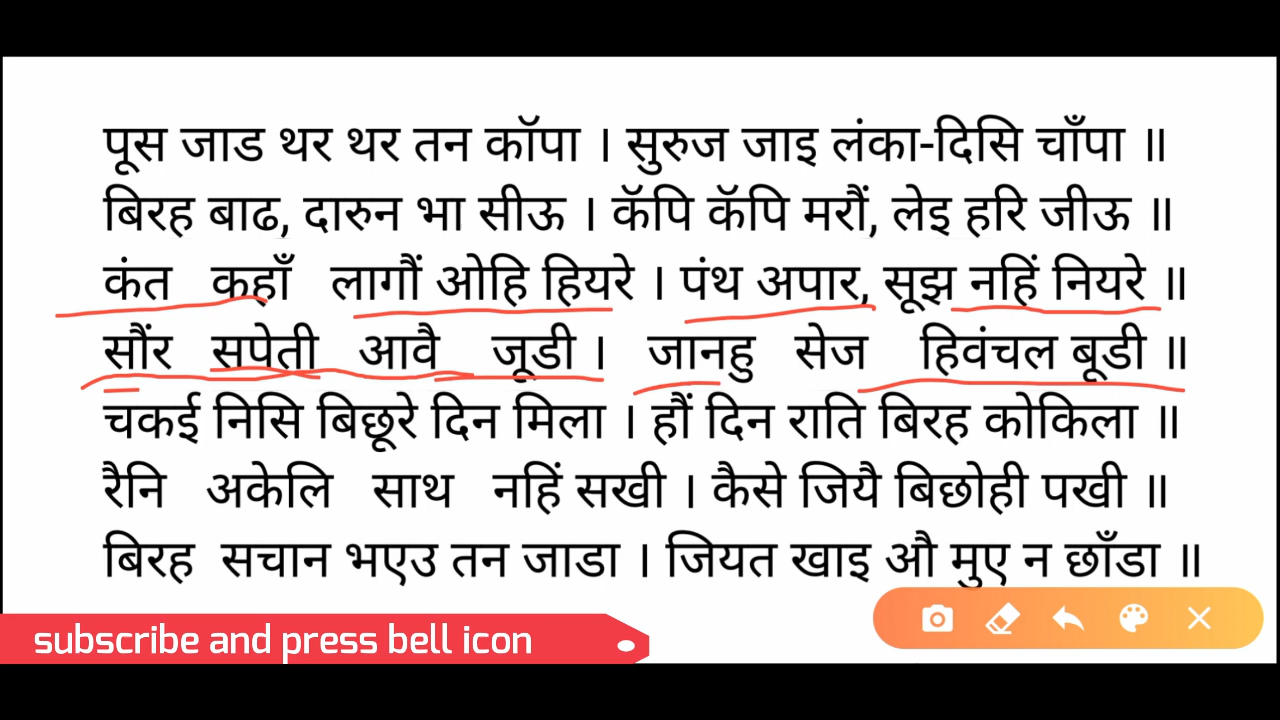 पूस जाड थर थर तन कॉपा । सुरुज जाइ लंका-दिसि चाँपा ॥
बिरह बाढ, दारुन भा सीऊ । कॅपि कॅपि मरौं, लेइ हरि जीऊ ॥
कंत कहाँ लागौं ओहि हियरे । पंथ अपार, सूझ नहिं नियरे ॥
सौंर सपेती आवै जूडी । जानहु सेज हिवंचल बूडी ॥
चकई निसि बिछूरे दिन मिला । हौं दिन राति बिरह कोकिला ॥
रैनि अकेलि साथ नहिं सखी । कैसे जियै बिछोही पखी ॥
बिरह सचान भएउ तन जाडा । जियत खाइ औ मुए न छाँडा ॥
subscribe and press bell icon